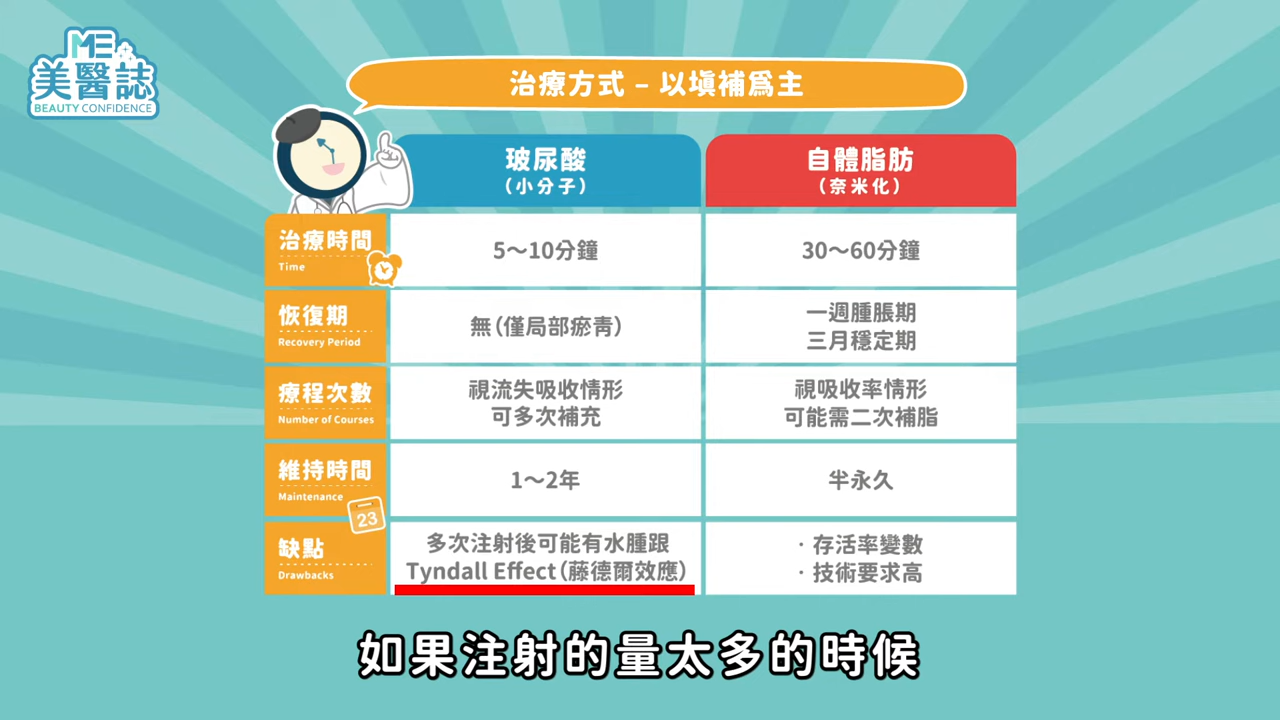 ME
美醫誌
BEAUTY CONFIDENCE
治療方式 – 以填補為主
玻尿酸
(小分子)
自體脂肪
(奈米化)
治療時間
Time
5～10分鐘
30～60分鐘
恢復期
Recovery Period
無(僅局部瘀青)
一週腫脹期
三月穩定期
療程次數
Number of Courses
視流失吸收情形
可多次補充
視吸收率情形
可能需二次補脂
維持時間
Maintenance
23
1～2年
半永久
缺點
Drawbacks
多次注射後可能有水腫跟
Tyndall Effect(藤德爾效應)
· 存活率變數
· 技術要求高
如果注射的量太多的時候